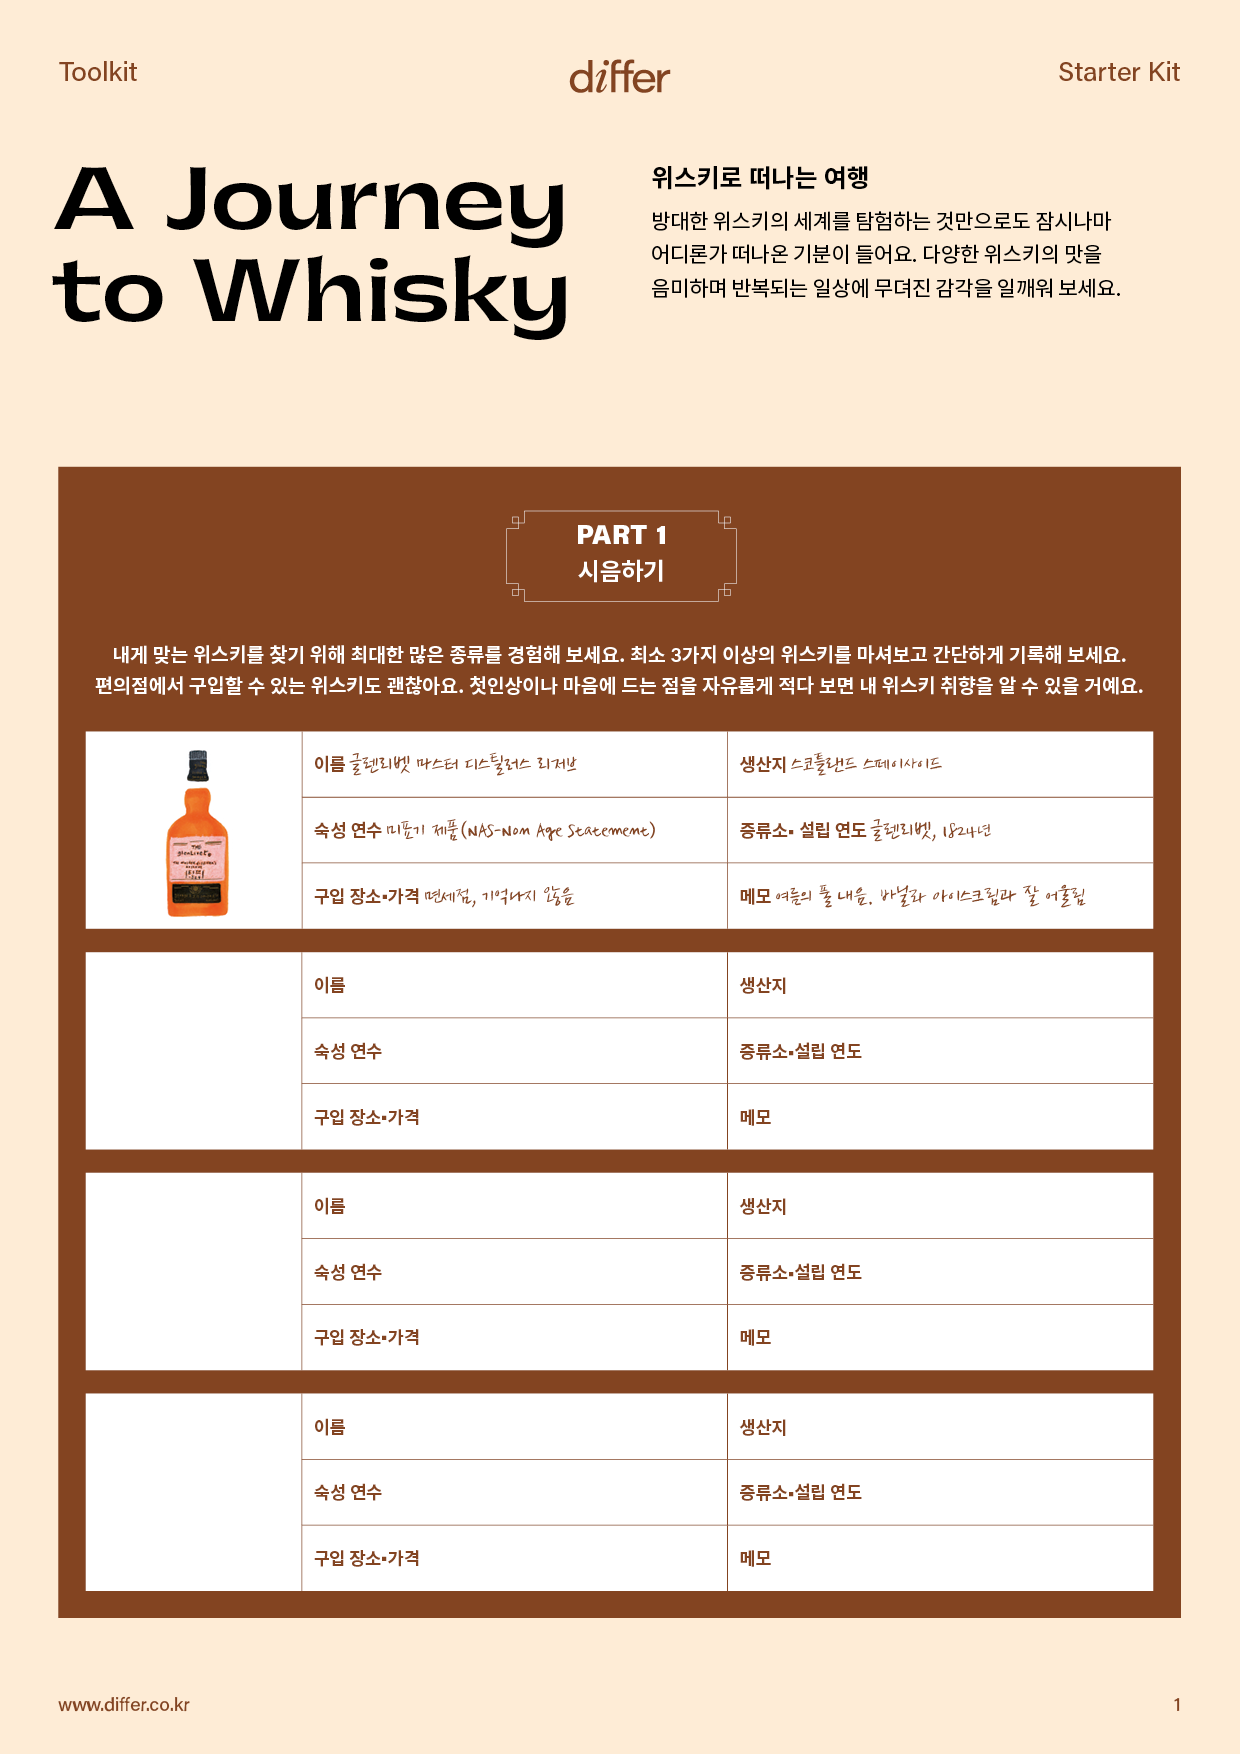 Toolkit
differ
Starter Kit
A Journey
to Whisky
위스키로 떠나는 여행
방대한 위스키의 세계를 탐험하는 것만으로도 잠시나마
어디론가 떠나온 기분이 들어요. 다양한 위스키의 맛을
음미하며 반복되는 일상에 무뎌진 감각을 일깨워 보세요.
PART 1
시음하기
내게 맞는 위스키를 찾기 위해 최대한 많은 종류를 경험해 보세요. 최소 3가지 이상의 위스키를 마셔보고 간단하게 기록해 보세요.
편의점에서 구입할 수 있는 위스키도 괜찮아요. 첫인상이나 마음에 드는 점을 자유롭게 적다 보면 내 위스키 취향을 알 수 있을 거예요.
THE
GLENLIVET
이름 글렌리벳 마스터 디스틸러스 리저브
생산지 스코틀랜드 스페이사이드
숙성 연수 미표기 제품(NAS-Non Age Statement)
증류소▪ 설립 연도 글렌리벳, 1824년
구입 장소▪가격 면세점, 기억나지 않음
메모 여름의 풀 내음. 바닐라 아이스크림과 잘 어울림
이름
생산지
숙성 연수
증류소▪설립 연도
구입 장소▪가격
메모
이름
생산지
숙성 연수
증류소▪설립 연도
구입 장소▪가격
메모
이름
생산지
숙성 연수
증류소▪설립 연도
구입 장소▪가격
메모
www.differ.co.kr
1